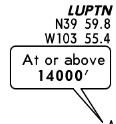 LUPTN
N39 59.8
W103 55.4
At or above
14000′